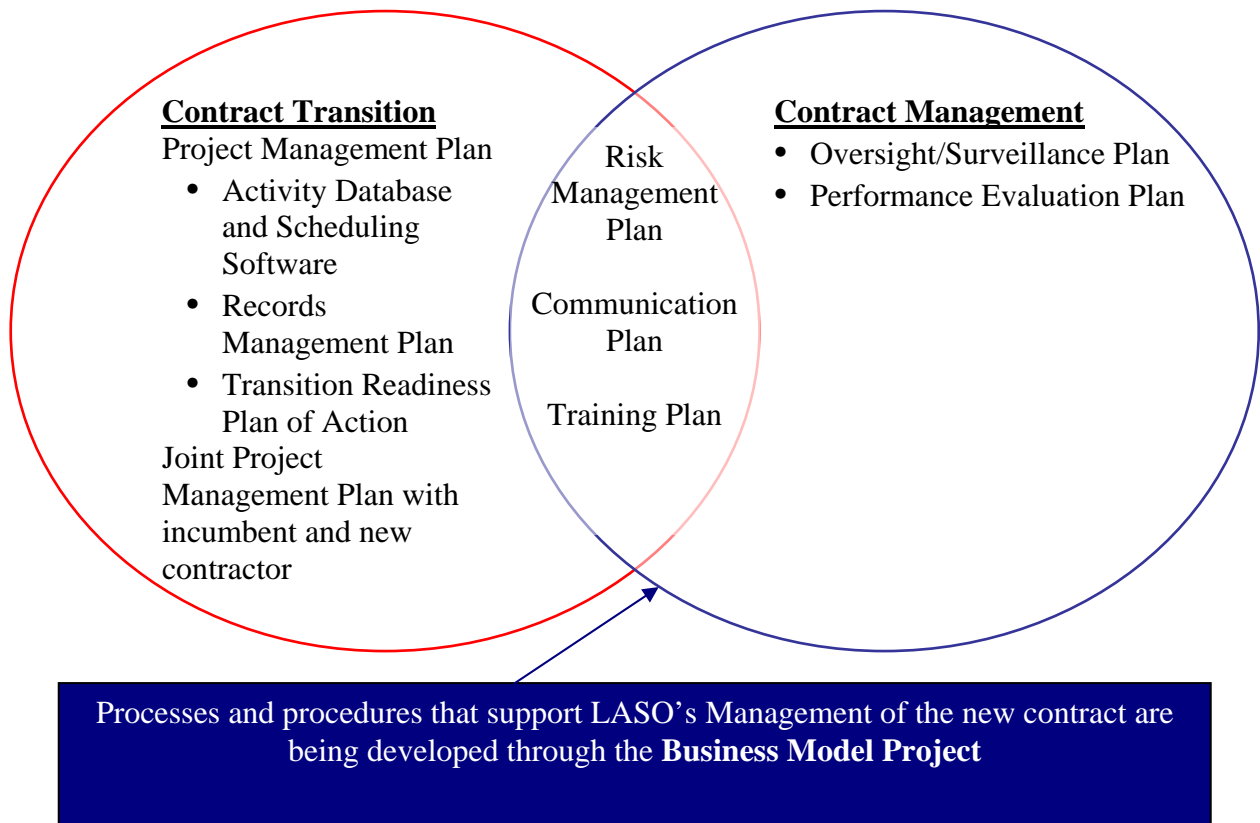 Contract Transition
Project Management Plan
• Activity Database
and Scheduling
Software
• Records
Management Plan
• Transition Readiness
Plan of Action
Joint Project
Management Plan with
incumbent and new
contractor
Risk
Management
Plan
Communication
Plan
Training Plan
Contract Management
• Oversight/Surveillance Plan
• Performance Evaluation Plan
Processes and procedures that support LASO’s Management of the new contract are
being developed through the Business Model Project